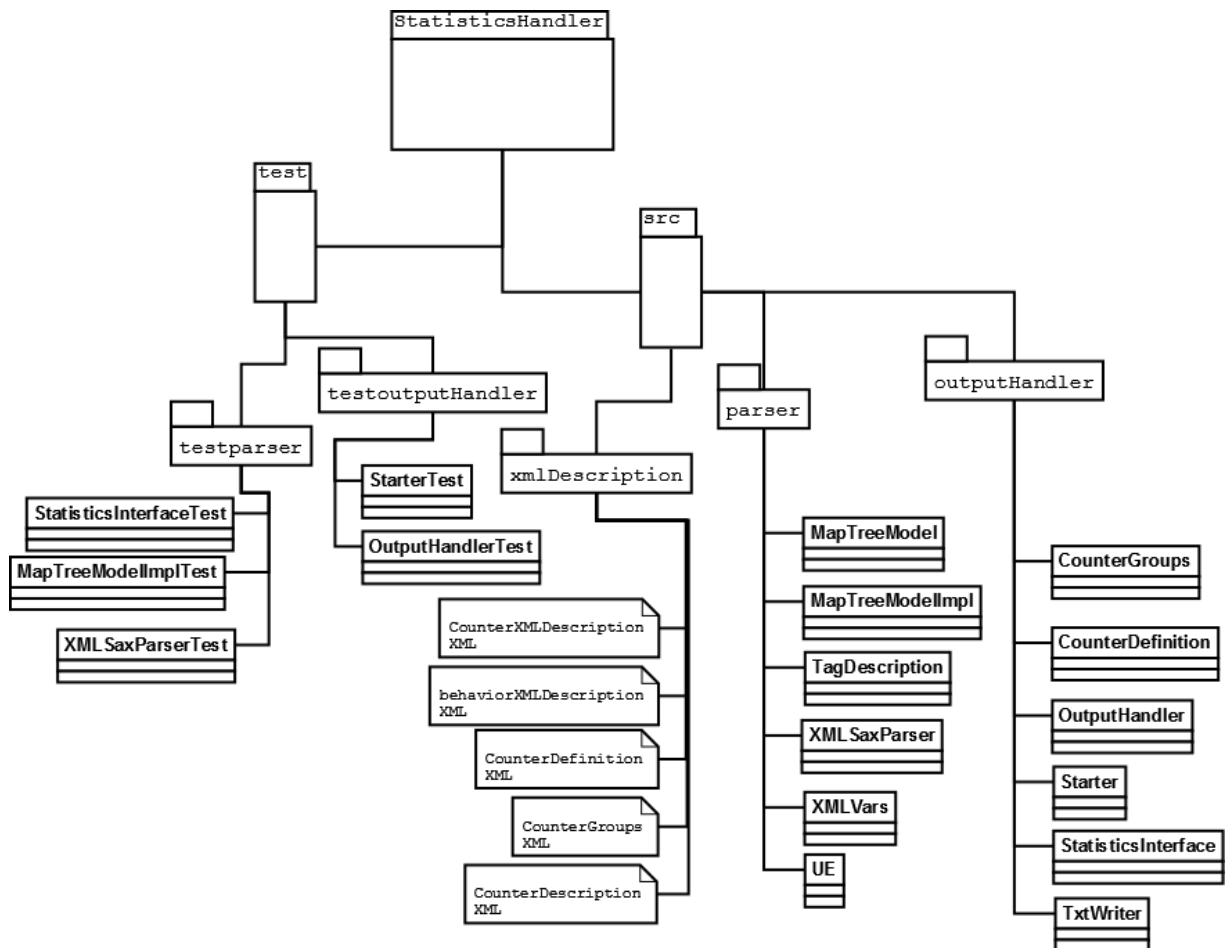 StatisticsHandler
test
src
testoutputHandler
outputHandler
parser
testparser
xmlDescription
StarterTest
StatisticsInterfaceTest
OutputHandlerTest
MapTreeModelImplTest
XMLSaxParserTest
CounterXMLDescription
XML
behaviorXMLDescription
XML
CounterDefinition
XML
CounterGroups
XML
CounterDescription
XML
MapTreeModel
MapTreeModelImpl
TagDescription
XMLSaxParser
XMLVars
UE
CounterGroups
CounterDefinition
OutputHandler
Starter
StatisticsInterface
TxtWriter